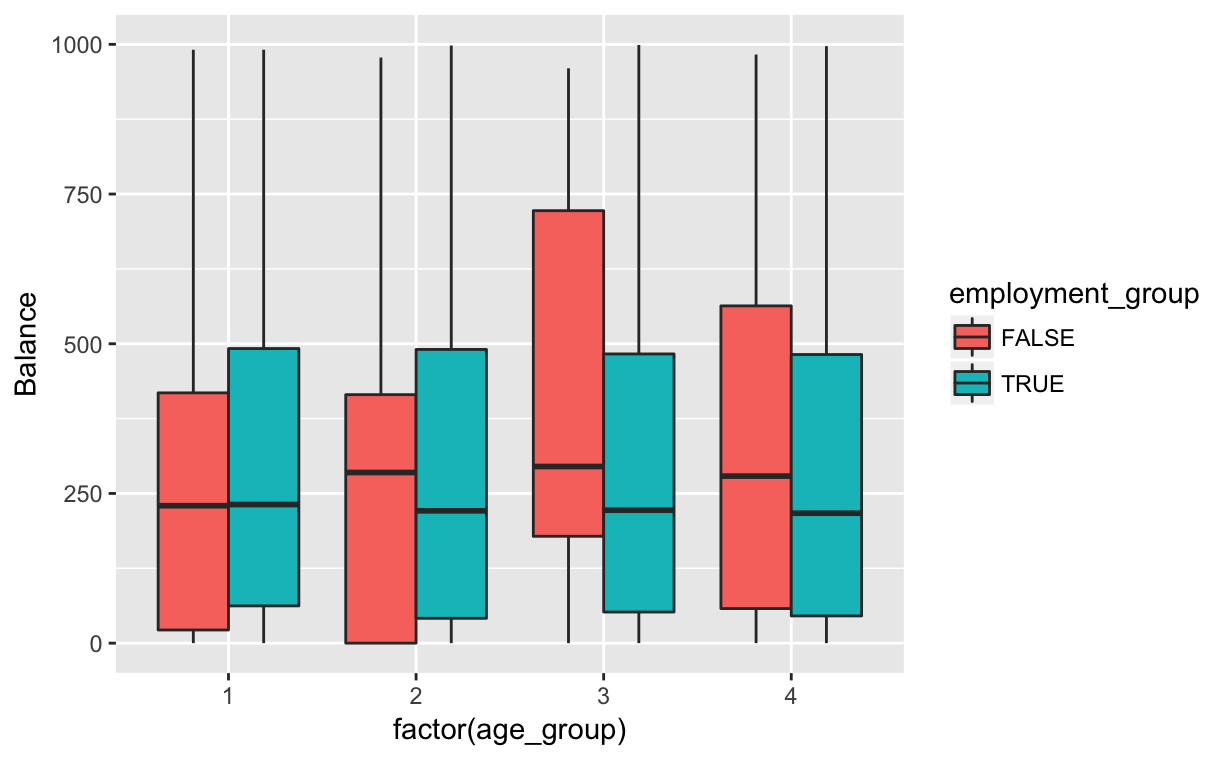 1000
750
500
250
0
Balance
1 2 3 4
factor(age_group)
employment_group
FALSE
TRUE